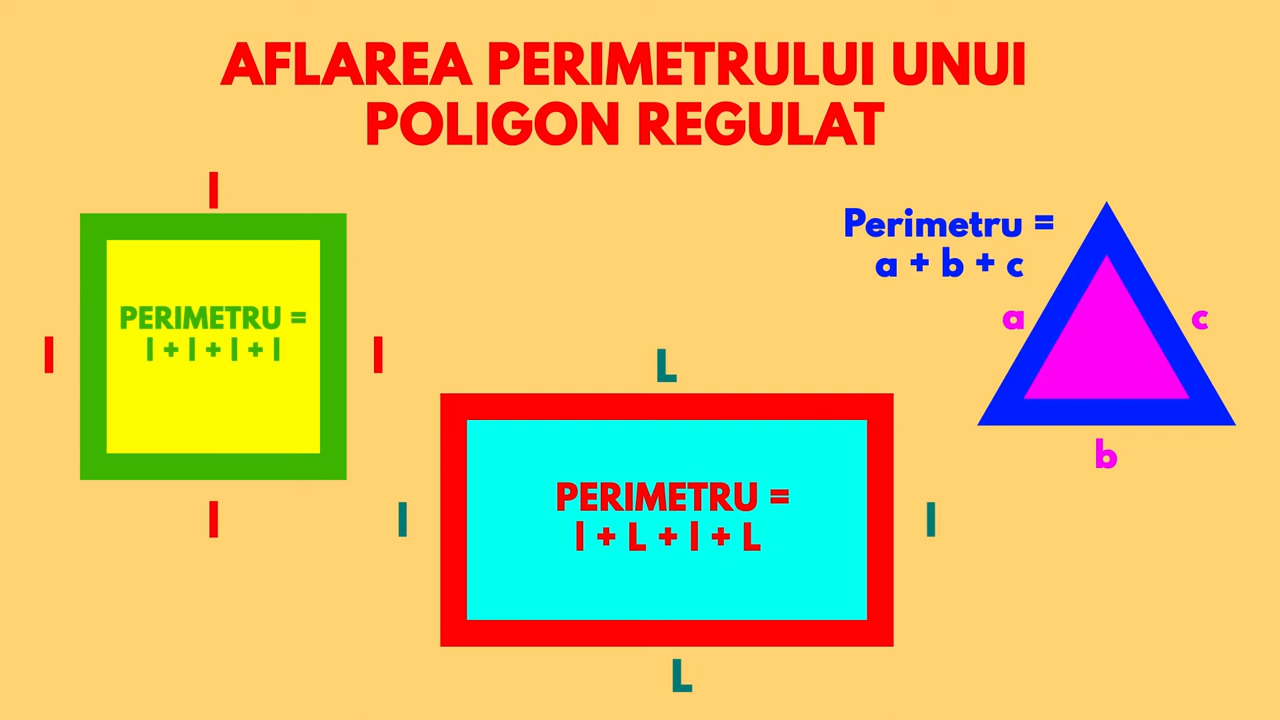 AFLAREA PERIMETRULUI UNUI
POLIGON REGULAT
l
PERIMETRU =
l + l + l + l
l
l
l
Perimetru =
a + b + c
a
c
b
L
PERIMETRU =
l + L + l + L
l
l
L